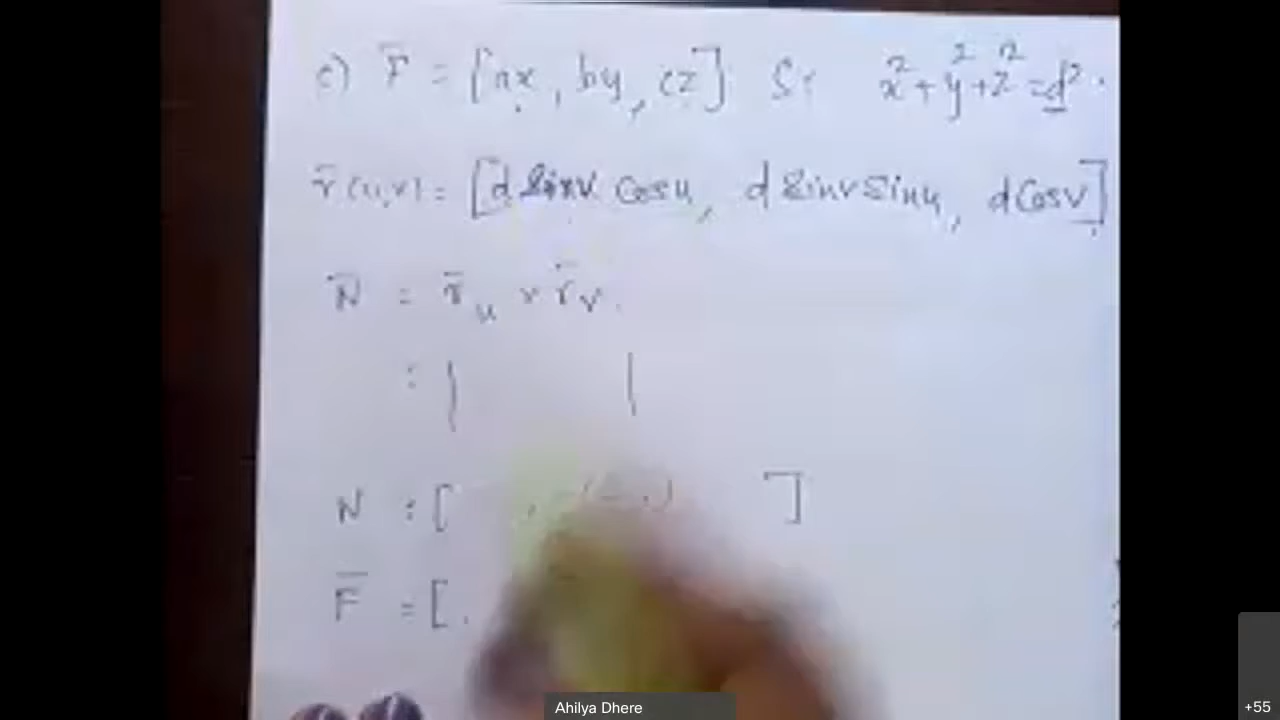 c) F̄ = [ax, by, cz] S: x²+y²+z²=d².
r̄(u,v) = [d sinv cosu, d sinv sinu, d cosv]
N̄ = r̄u × r̄v.
= | |
N = [ , -( ) ]
F̄ = [
Ahilya Dhere
+55